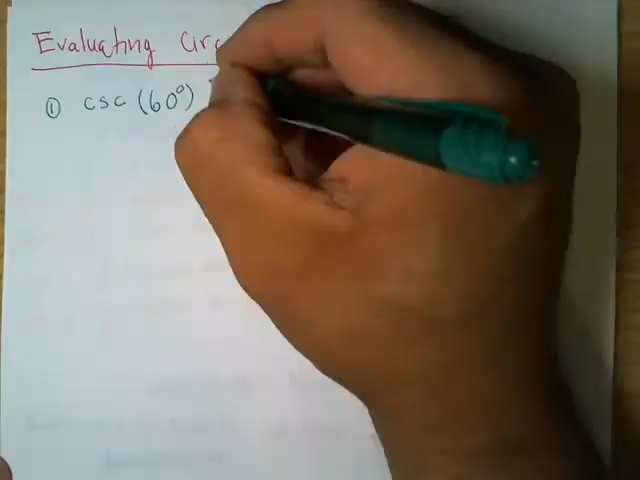 Evaluating
① csc (60°)